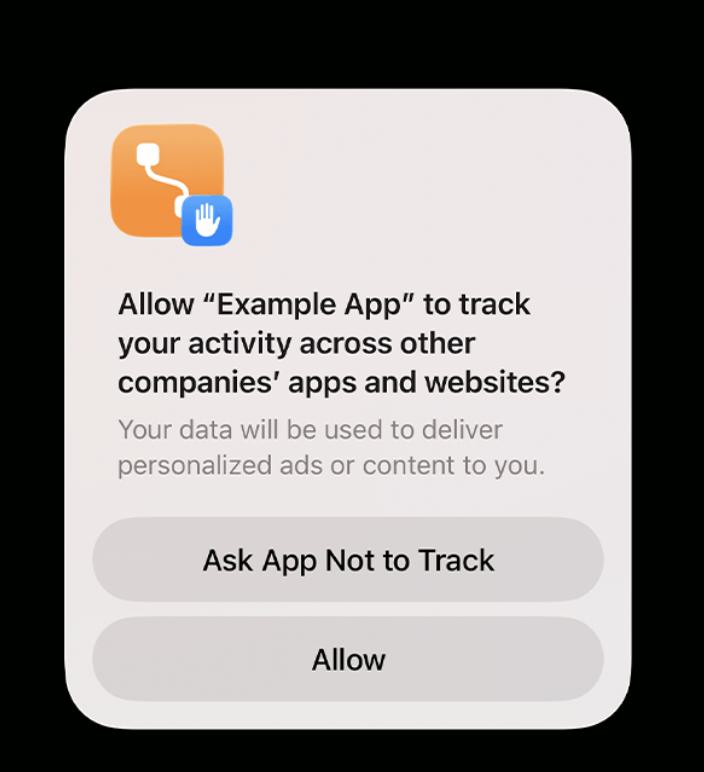 Allow “Example App” to track
your activity across other
companies’ apps and websites?
Your data will be used to deliver
personalized ads or content to you.
Ask App Not to Track
Allow